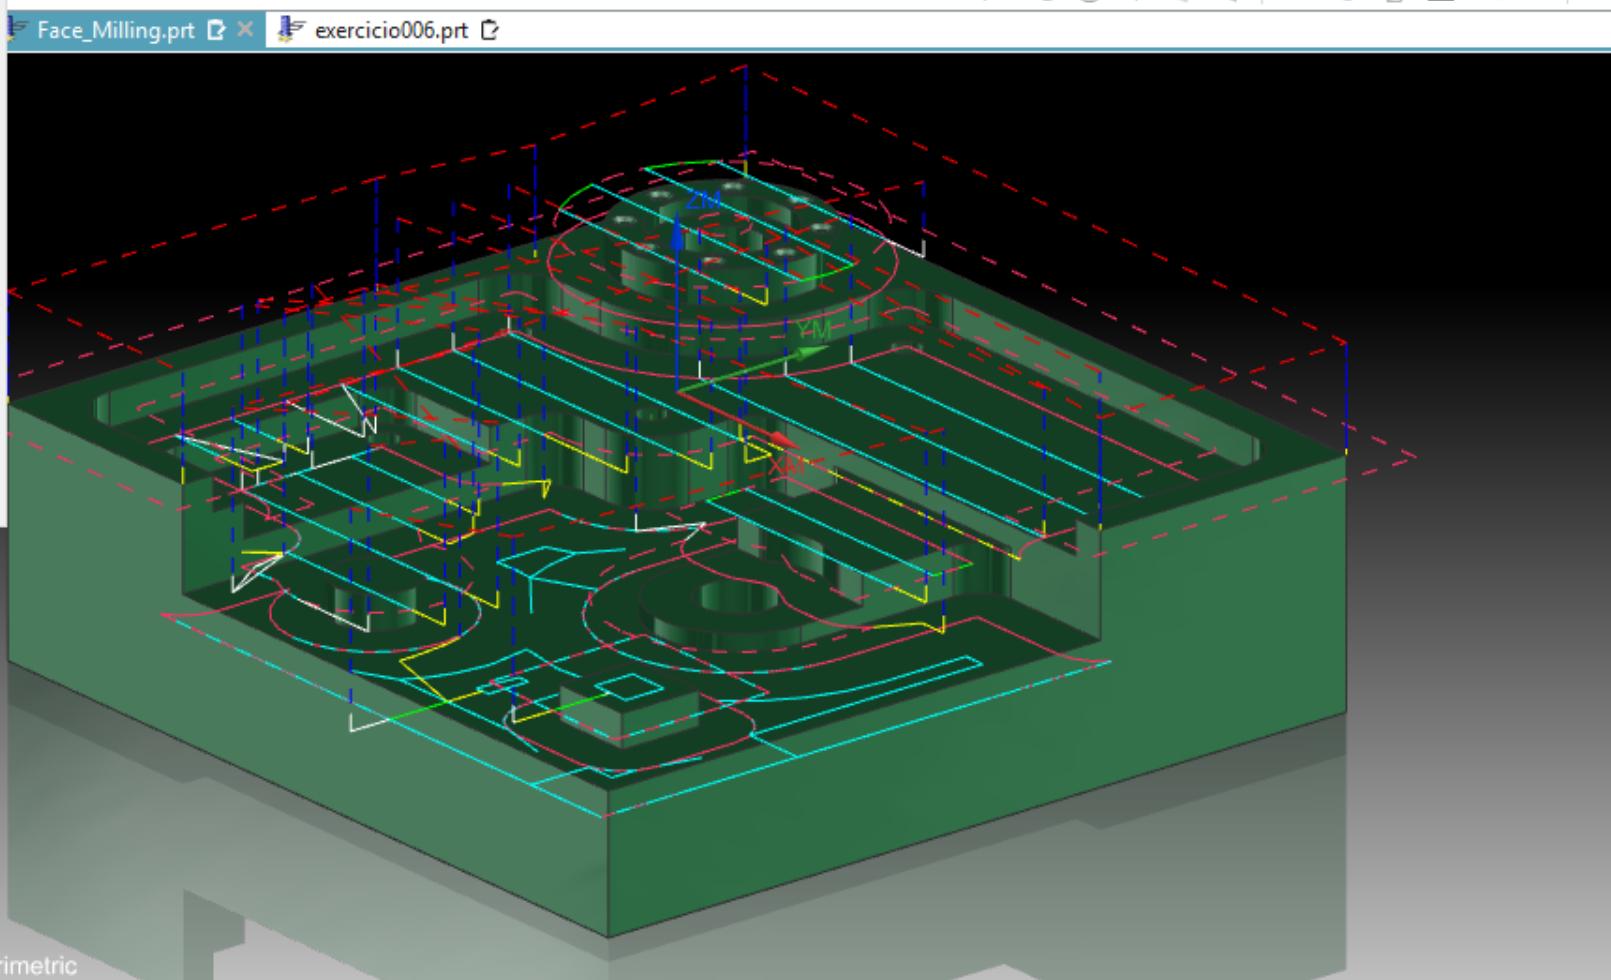 Face_Milling.prt
exercicio006.prt
ZM
YM
XM
rimetric